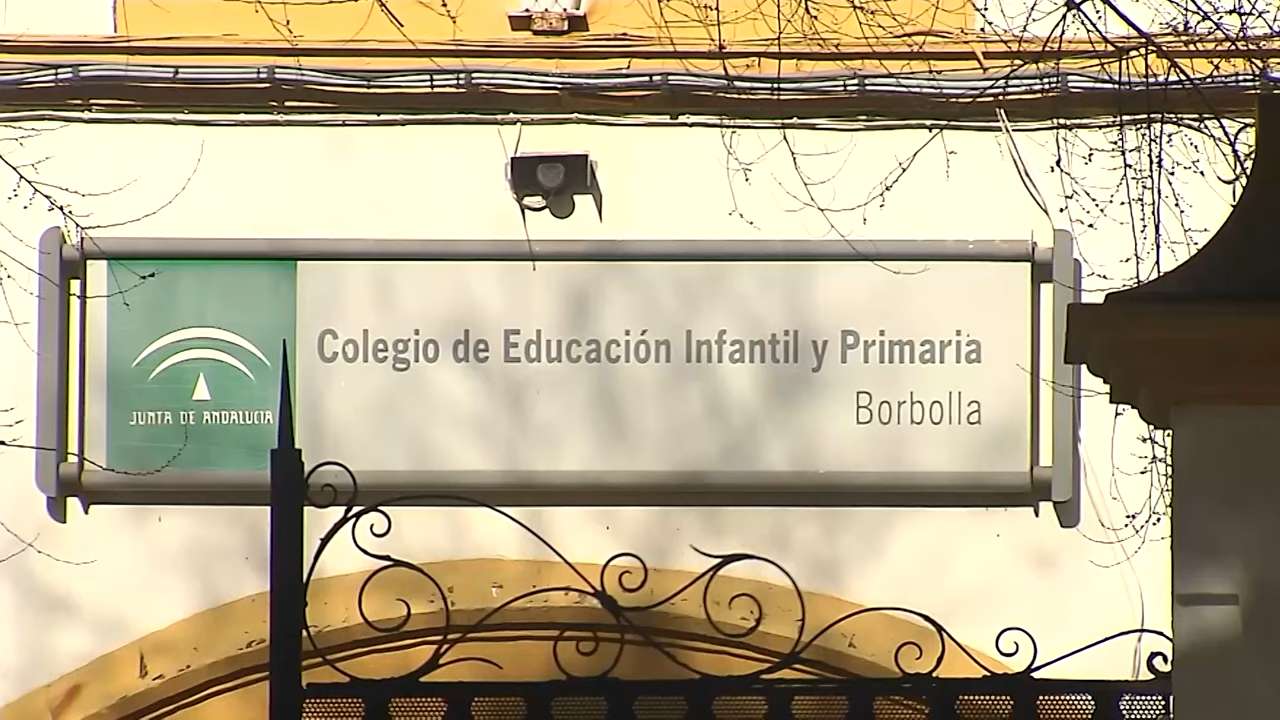 JUNTA DE ANDALUCIA
Colegio de Educación Infantil y Primaria
Borbolla